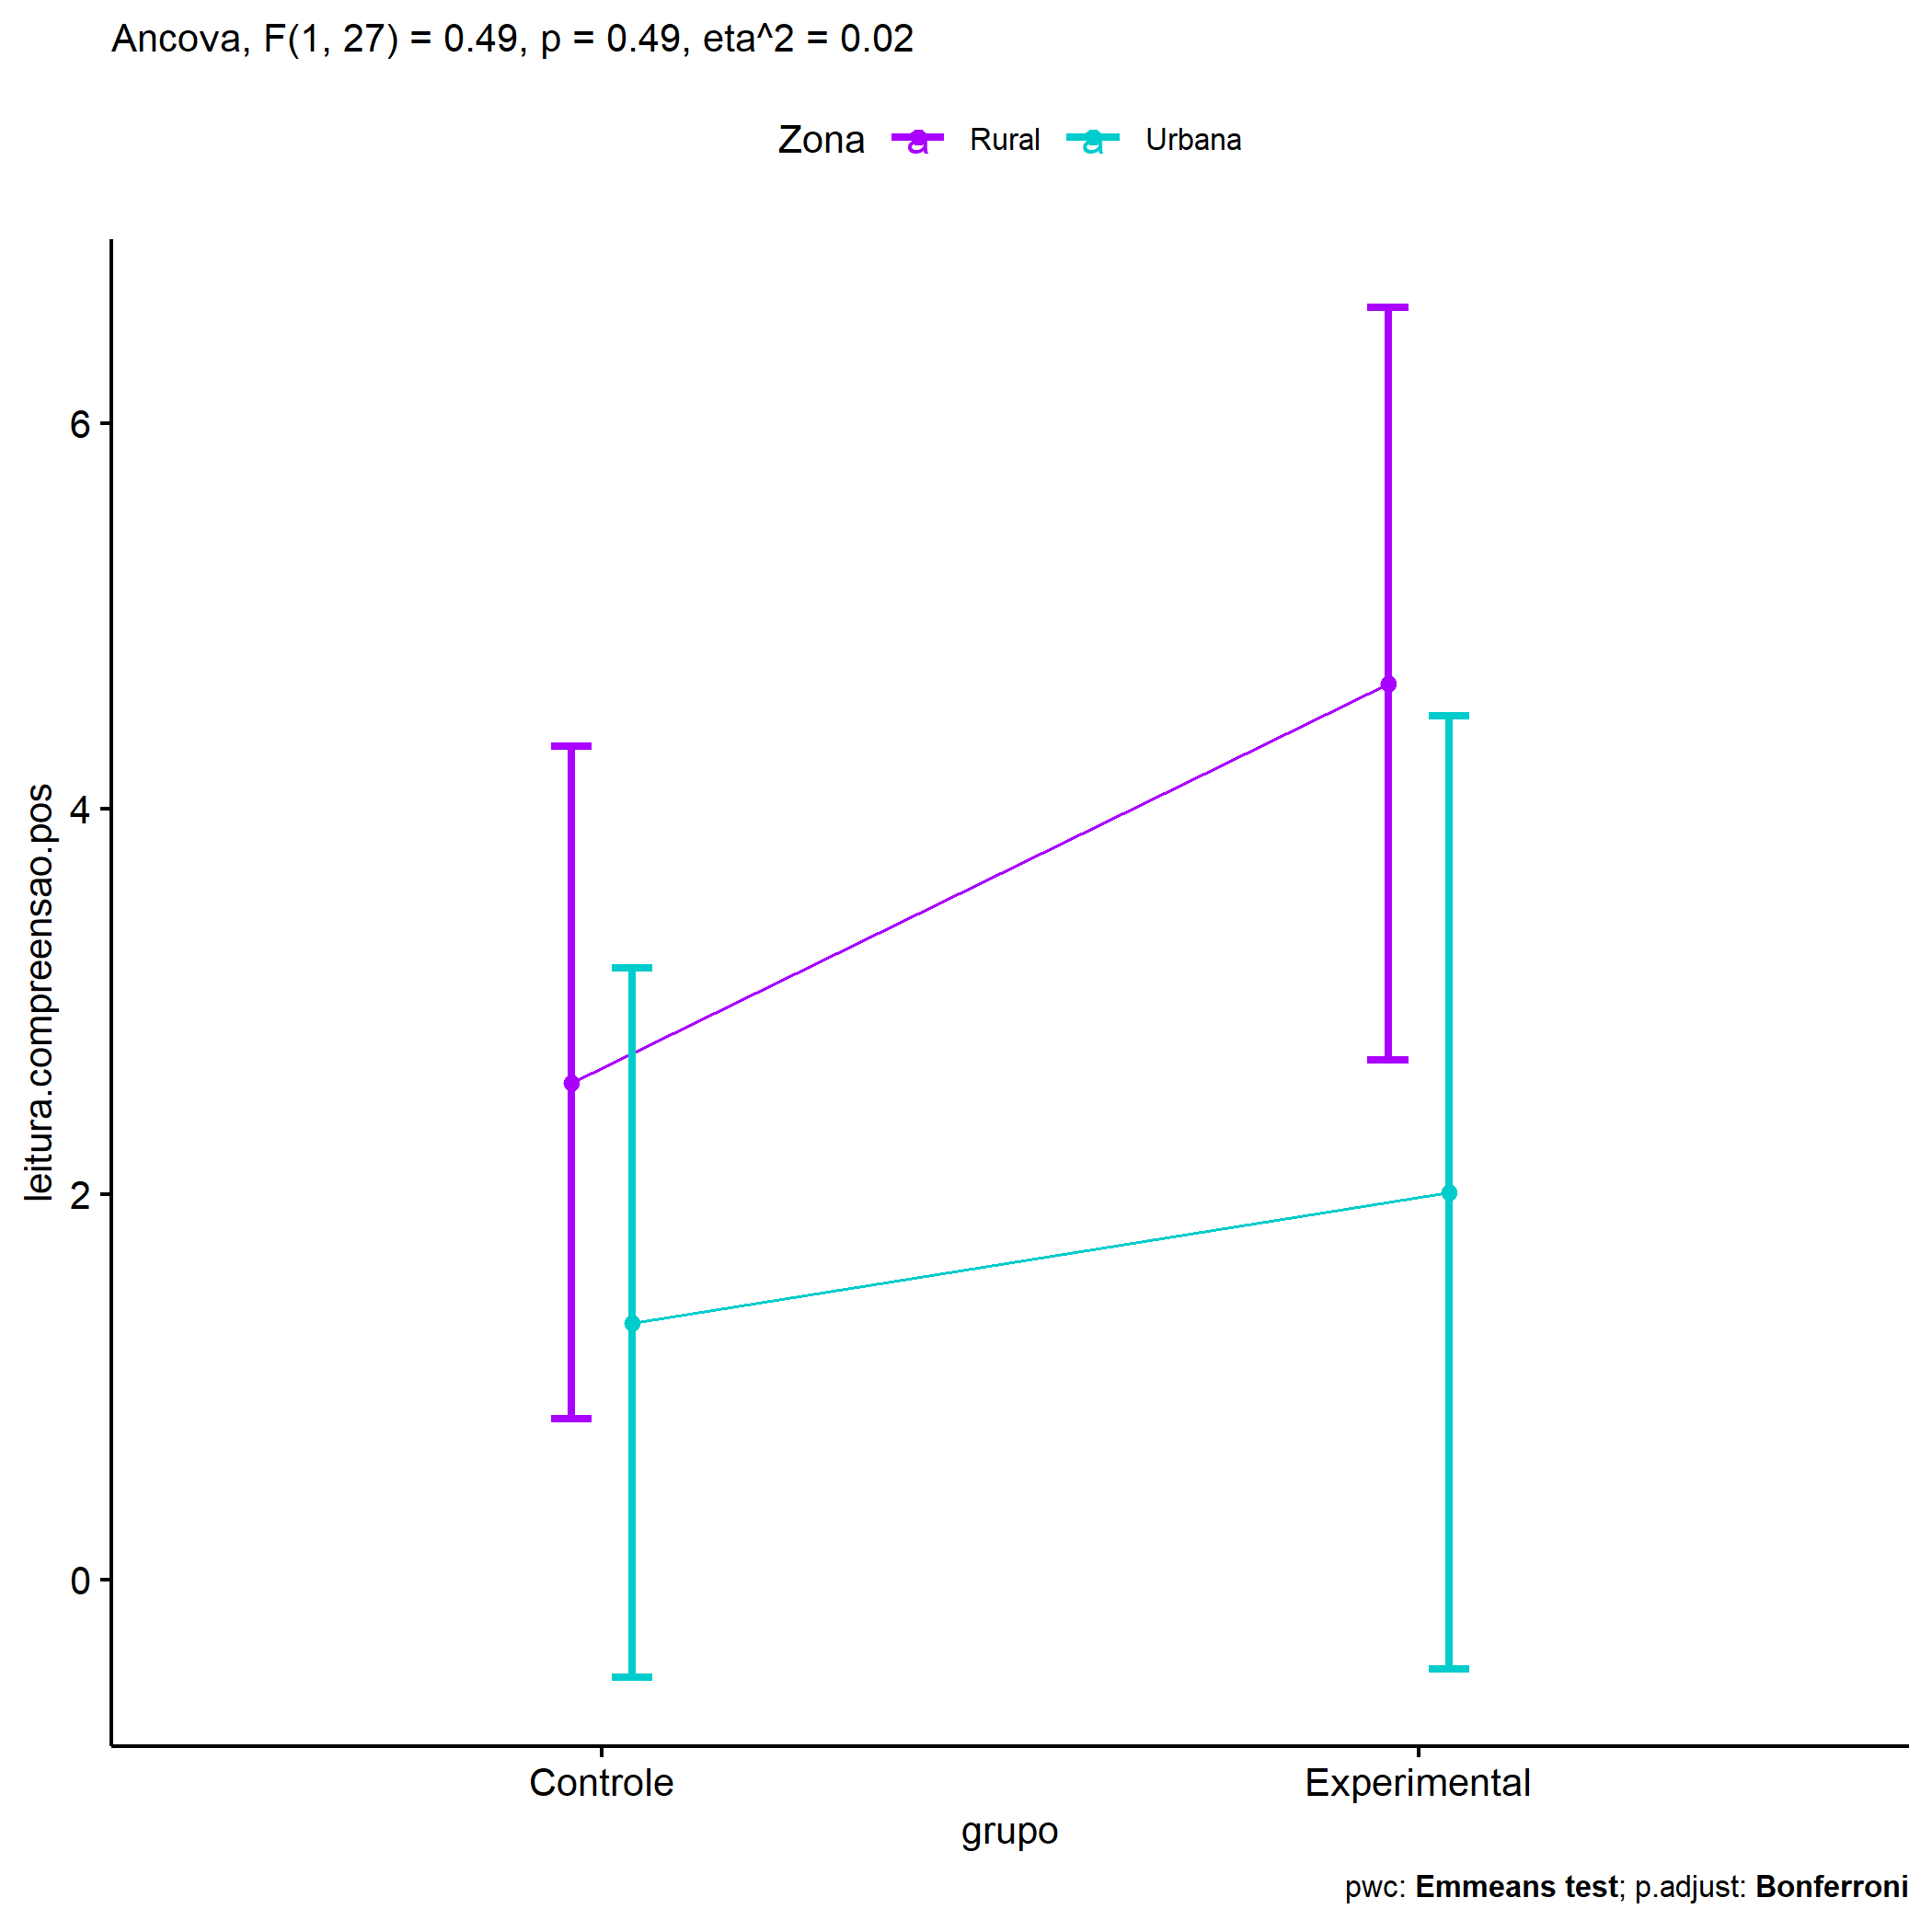 Ancova, F(1, 27) = 0.49, p = 0.49, eta^2 = 0.02
Zona a Rural a Urbana
leitura.compreensao.pos
6
4
2
0
Controle Experimental
grupo
pwc: Emmeans test; p.adjust: Bonferroni